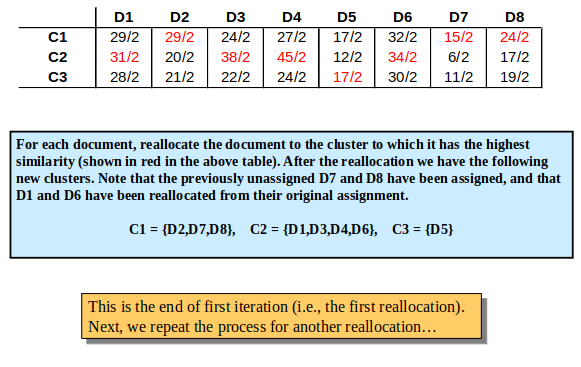 D1 D2 D3 D4 D5 D6 D7 D8
C1 29/2 29/2 24/2 27/2 17/2 32/2 15/2 24/2
C2 31/2 20/2 38/2 45/2 12/2 34/2 6/2 17/2
C3 28/2 21/2 22/2 24/2 17/2 30/2 11/2 19/2
For each document, reallocate the document to the cluster to which it has the highest
similarity (shown in red in the above table). After the reallocation we have the following
new clusters. Note that the previously unassigned D7 and D8 have been assigned, and that
D1 and D6 have been reallocated from their original assignment.
C1 = {D2,D7,D8}, C2 = {D1,D3,D4,D6}, C3 = {D5}
This is the end of first iteration (i.e., the first reallocation).
Next, we repeat the process for another reallocation…